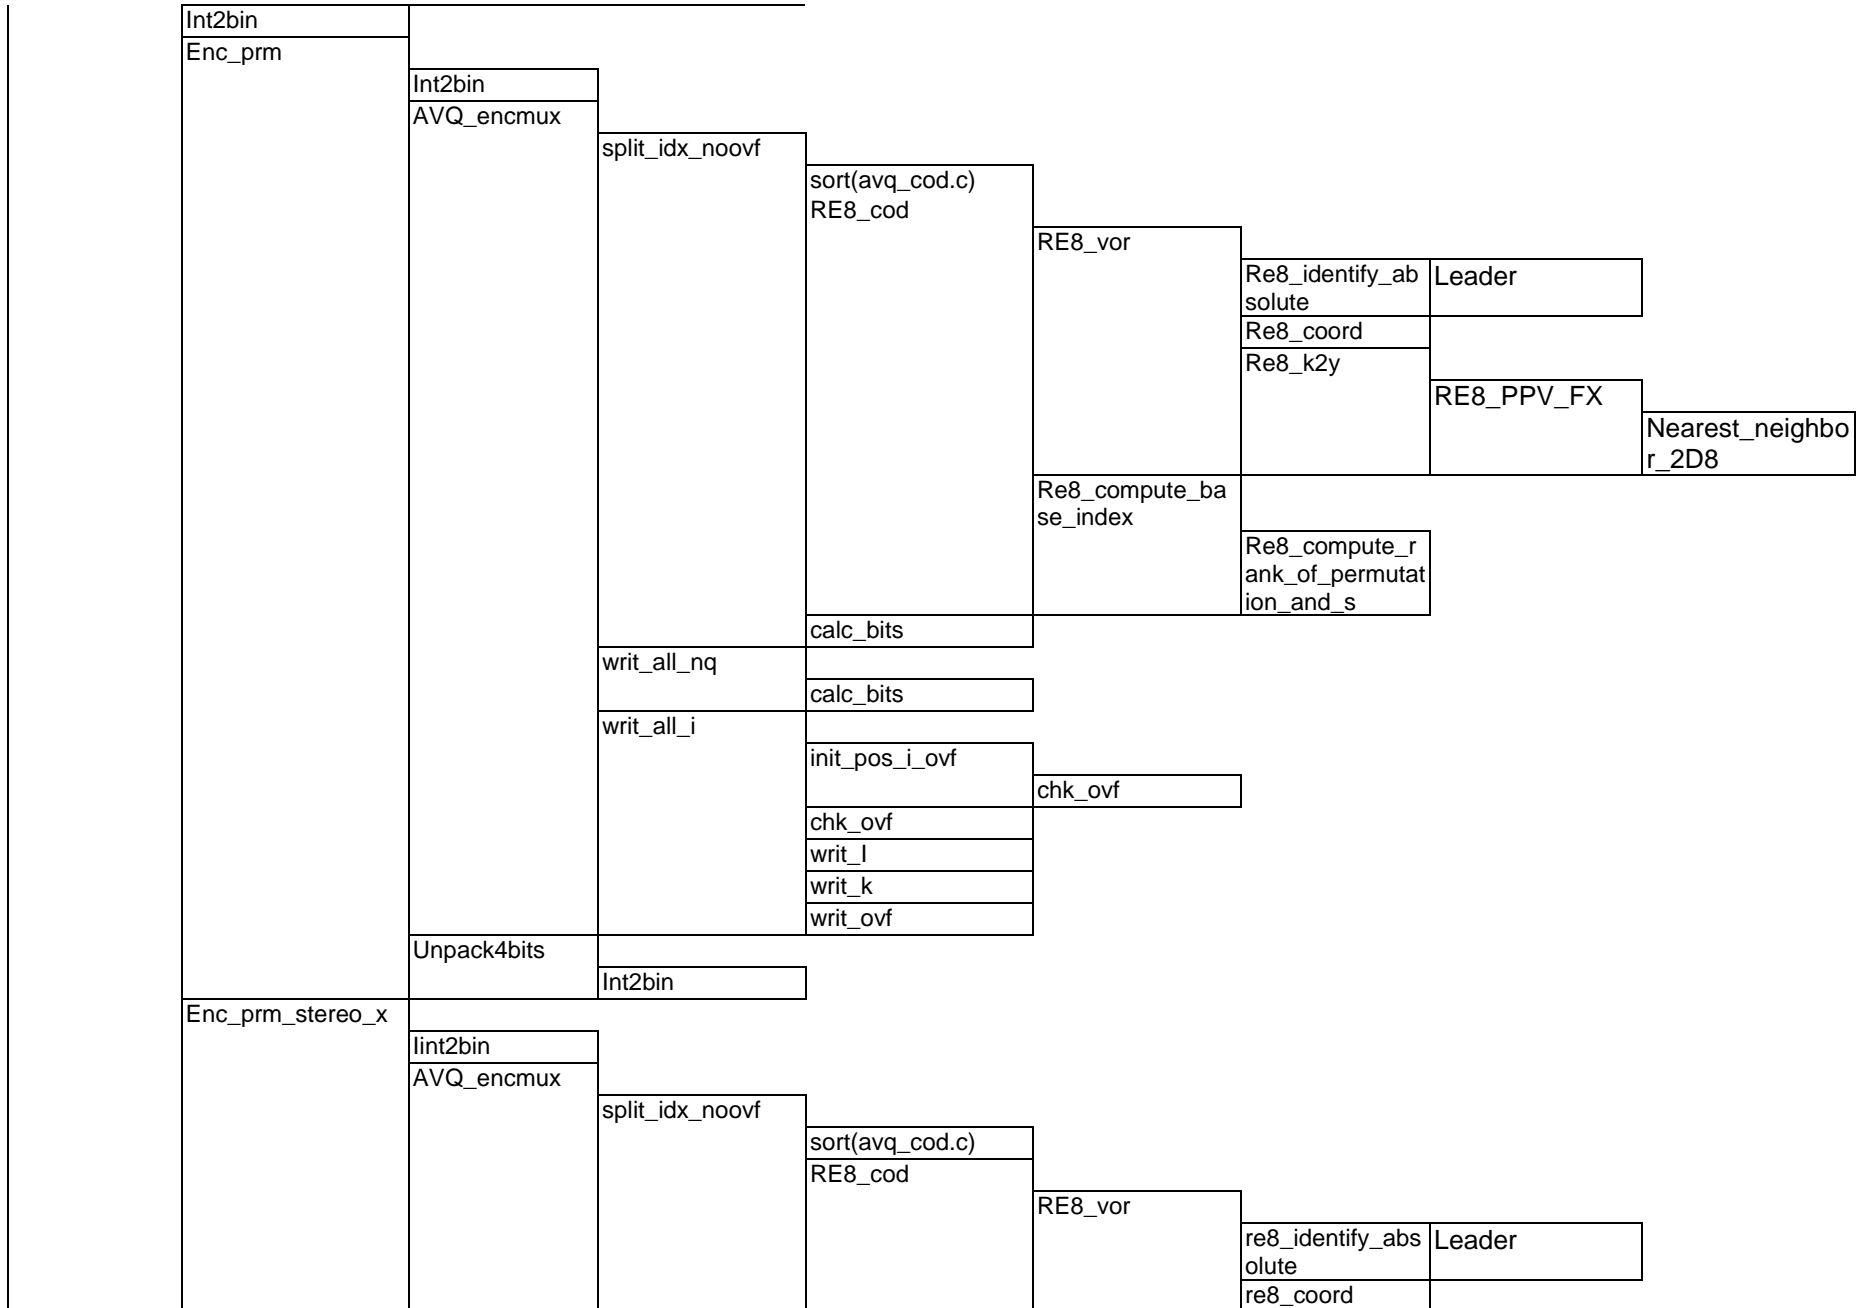 Int2bin
Enc_prm
Int2bin
AVQ_encmux
split_idx_noovf
sort(avq_cod.c)
RE8_cod
RE8_vor
Re8_identify_ab
solute
Leader
Re8_coord
Re8_k2y
RE8_PPV_FX
Nearest_neighbo
r_2D8
Re8_compute_ba
se_index
Re8_compute_r
ank_of_permutat
ion_and_s
calc_bits
writ_all_nq
calc_bits
writ_all_i
init_pos_i_ovf
chk_ovf
chk_ovf
writ_I
writ_k
writ_ovf
Unpack4bits
Int2bin
Enc_prm_stereo_x
Iint2bin
AVQ_encmux
split_idx_noovf
sort(avq_cod.c)
RE8_cod
RE8_vor
re8_identify_abs
olute
Leader
re8_coord